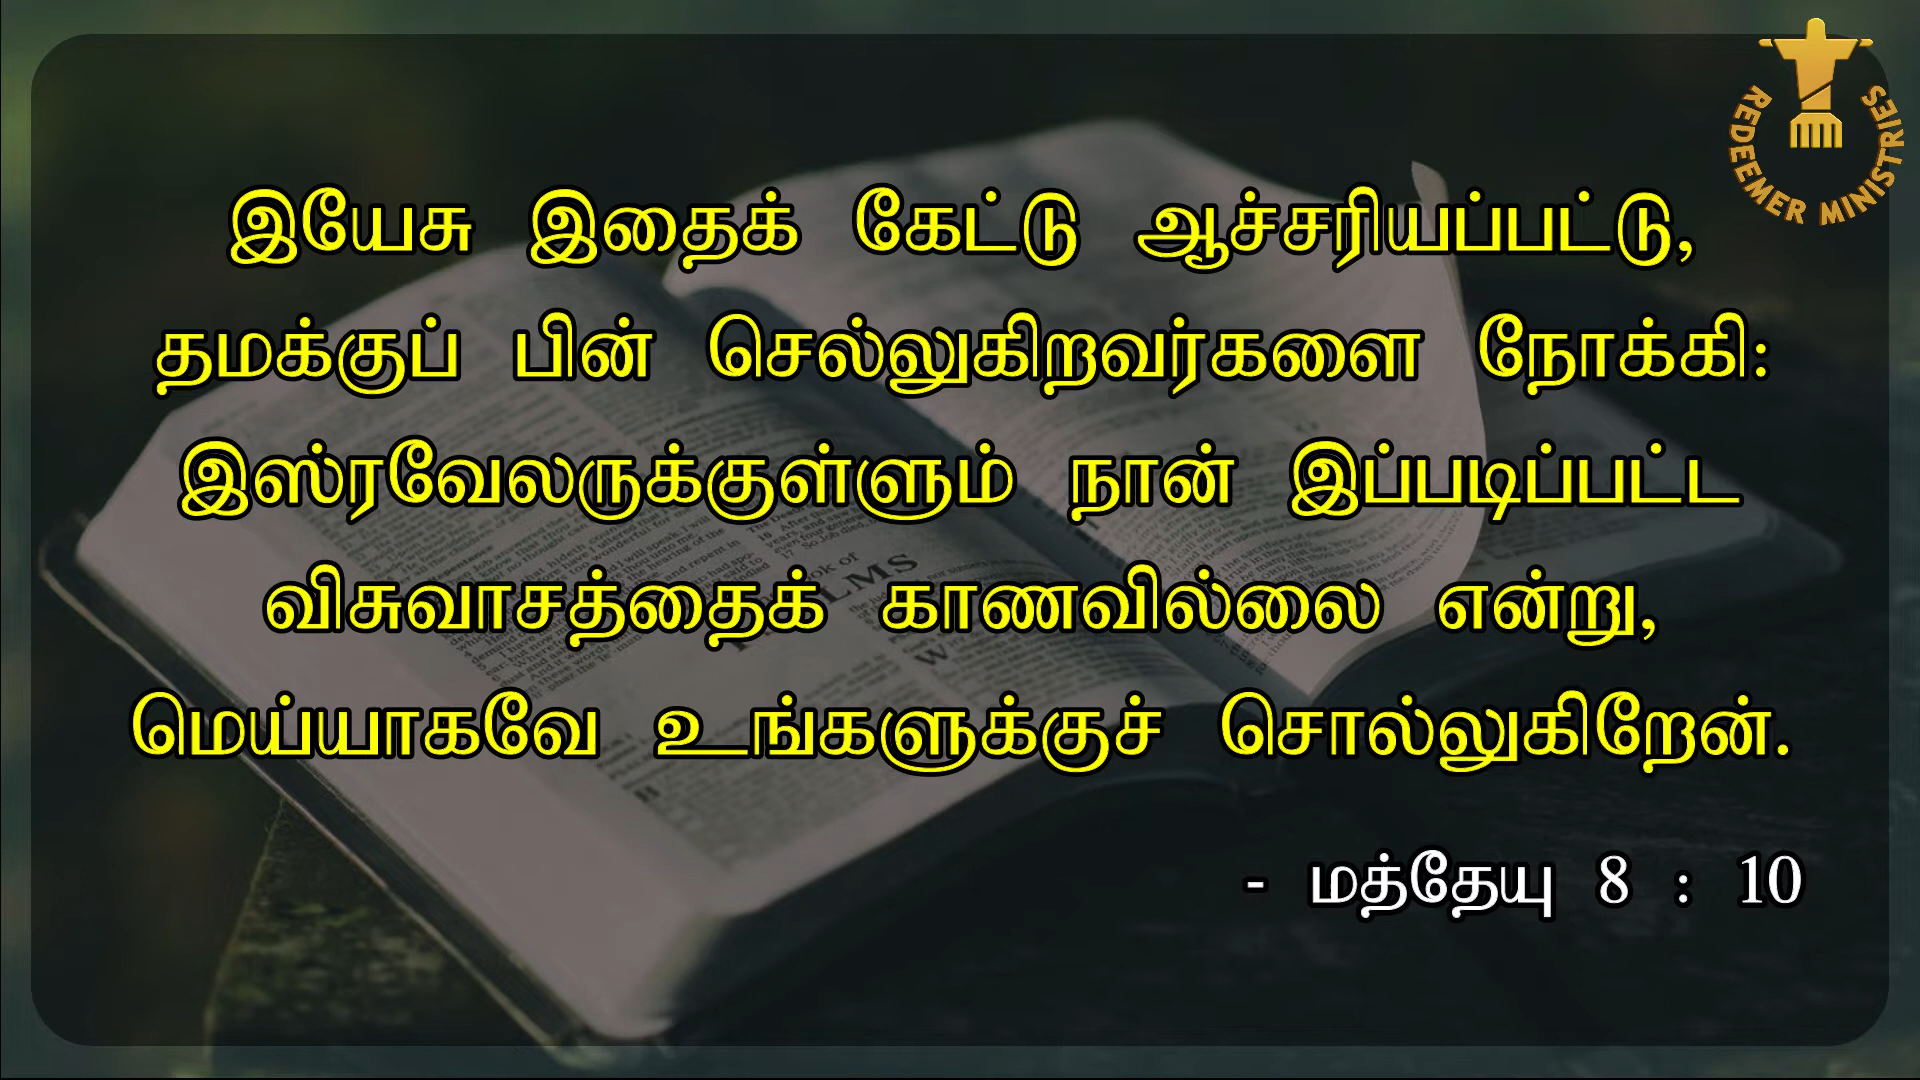 REDEEMER MINISTRIES
இயேசு இதைக் கேட்டு ஆச்சரியப்பட்டு,
தமக்குப் பின் செல்லுகிறவர்களை நோக்கி:
இஸ்ரவேலருக்குள்ளும் நான் இப்படிப்பட்ட
விசுவாசத்தைக் காணவில்லை என்று,
மெய்யாகவே உங்களுக்குச் சொல்லுகிறேன்.
- மத்தேயு 8 : 10